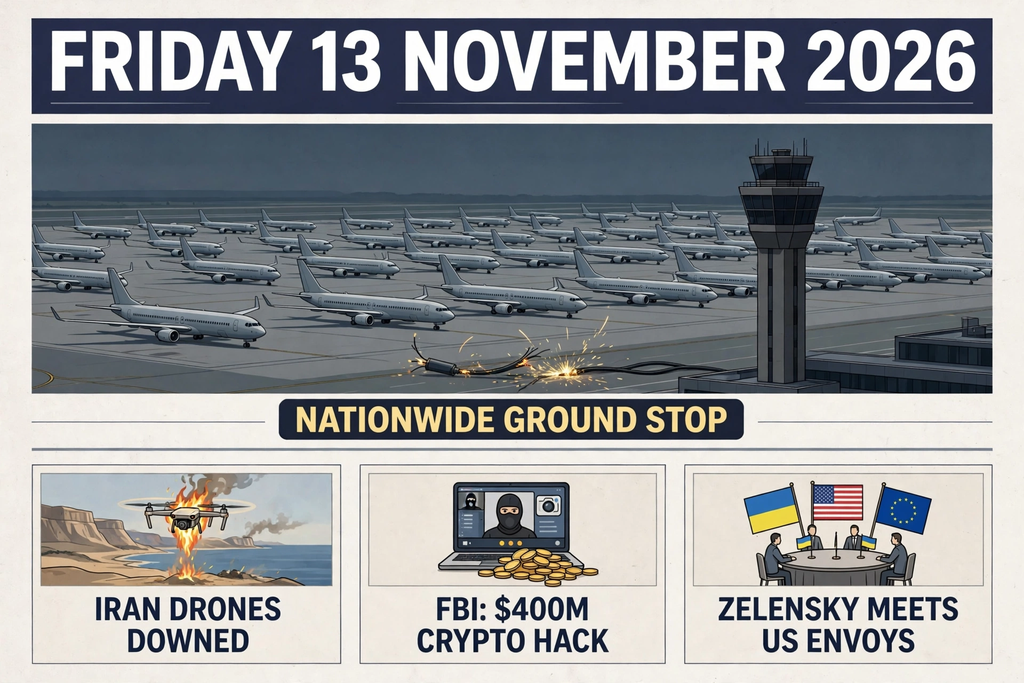 FRIDAY 13 NOVEMBER 2026
NATIONWIDE GROUND STOP
IRAN DRONES
DOWNED
FBI: $400M
CRYPTO HACK
ZELENSKY MEETS
US ENVOYS